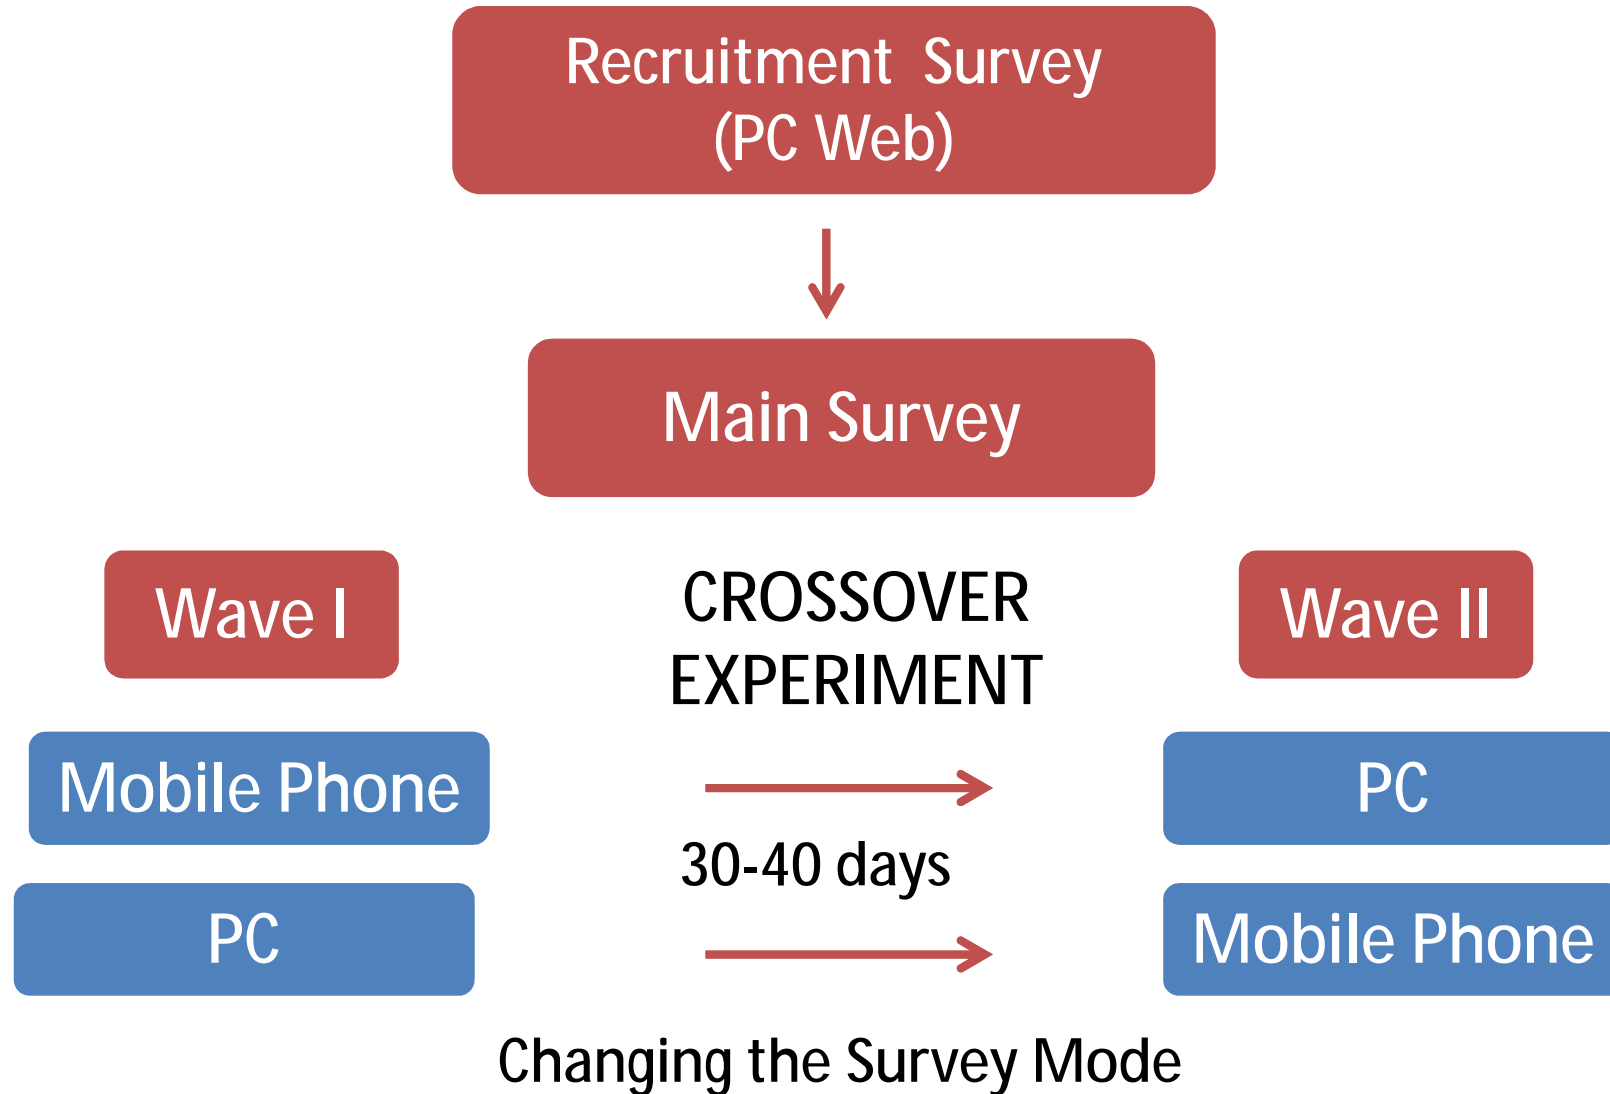 Recruitment Survey
(PC Web)
Main Survey
Wave I
CROSSOVER
EXPERIMENT
Wave II
Mobile Phone
PC
30-40 days
PC
Mobile Phone
Changing the Survey Mode